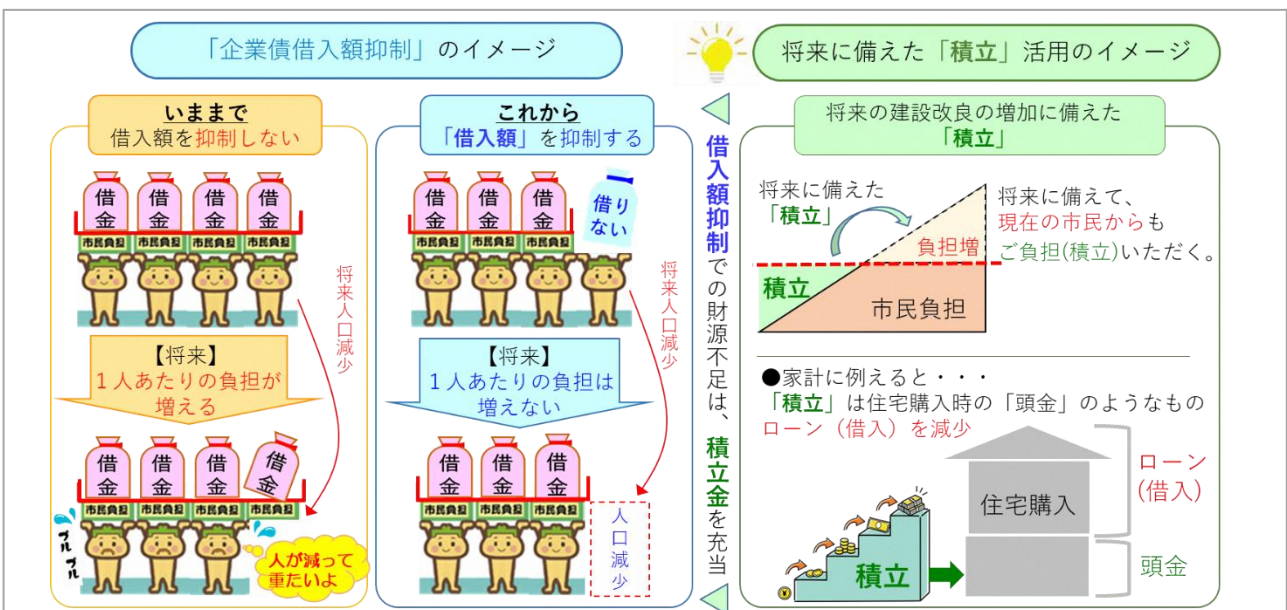 「企業債借入額抑制」のイメージ
いままで
借入額を抑制しない
借金
借金
借金
借金
市民負担
市民負担
市民負担
市民負担
将来人口減少
【将来】
1人あたりの負担が
増える
借金
借金
借金
借金
市民負担
市民負担
市民負担
市民負担
プルプル
人が減って
重たいよ
これから
「借入額」を抑制する
借金
借金
借金
借りない
市民負担
市民負担
市民負担
市民負担
将来人口減少
【将来】
1人あたりの負担は
増えない
借金
借金
借金
市民負担
市民負担
市民負担
人口減少
借入額抑制での財源不足は、積立金を充当
将来に備えた「積立」活用のイメージ
将来の建設改良の増加に備えた
「積立」
将来に備えた
「積立」
負担増
積立
市民負担
将来に備えて、
現在の市民からも
ご負担(積立)いただく。
●家計に例えると・・・
「積立」は住宅購入時の「頭金」のようなもの
ローン（借入）を減少
積立
住宅購入
ローン
(借入)
頭金